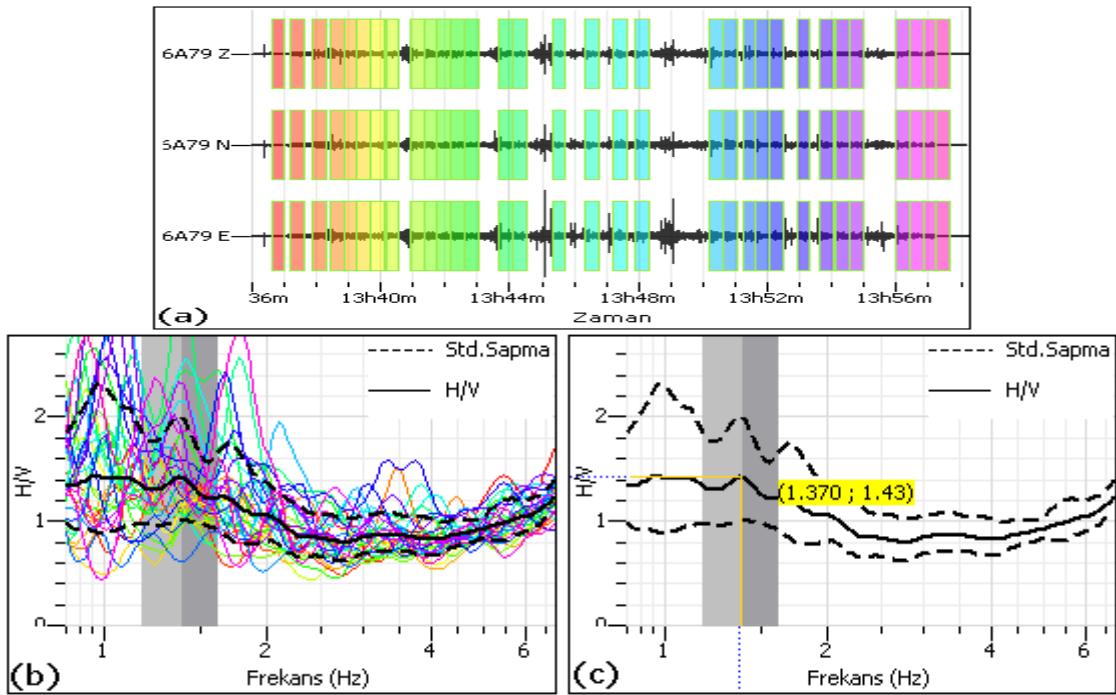 6A79 Z
6A79 N
6A79 E
36m 13h40m 13h44m 13h48m 13h52m 13h56m
(a) Zaman
Std.Sapma
H/V
H/V
2
1
0
1 2 4 6
(b) Frekans (Hz)
Std.Sapma
H/V
H/V
2
1
0
(1.370 ; 1.43)
1 2 4 6
(c) Frekans (Hz)